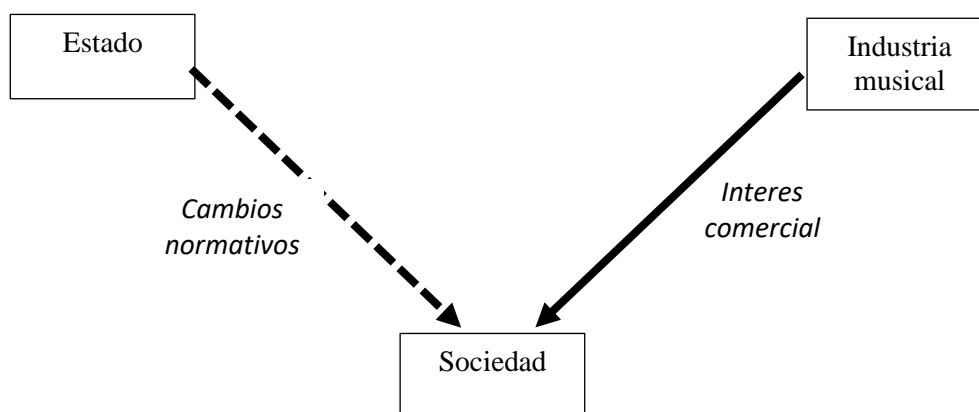 Estado
Industria
musical
Cambios
normativos
Interes
comercial
Sociedad